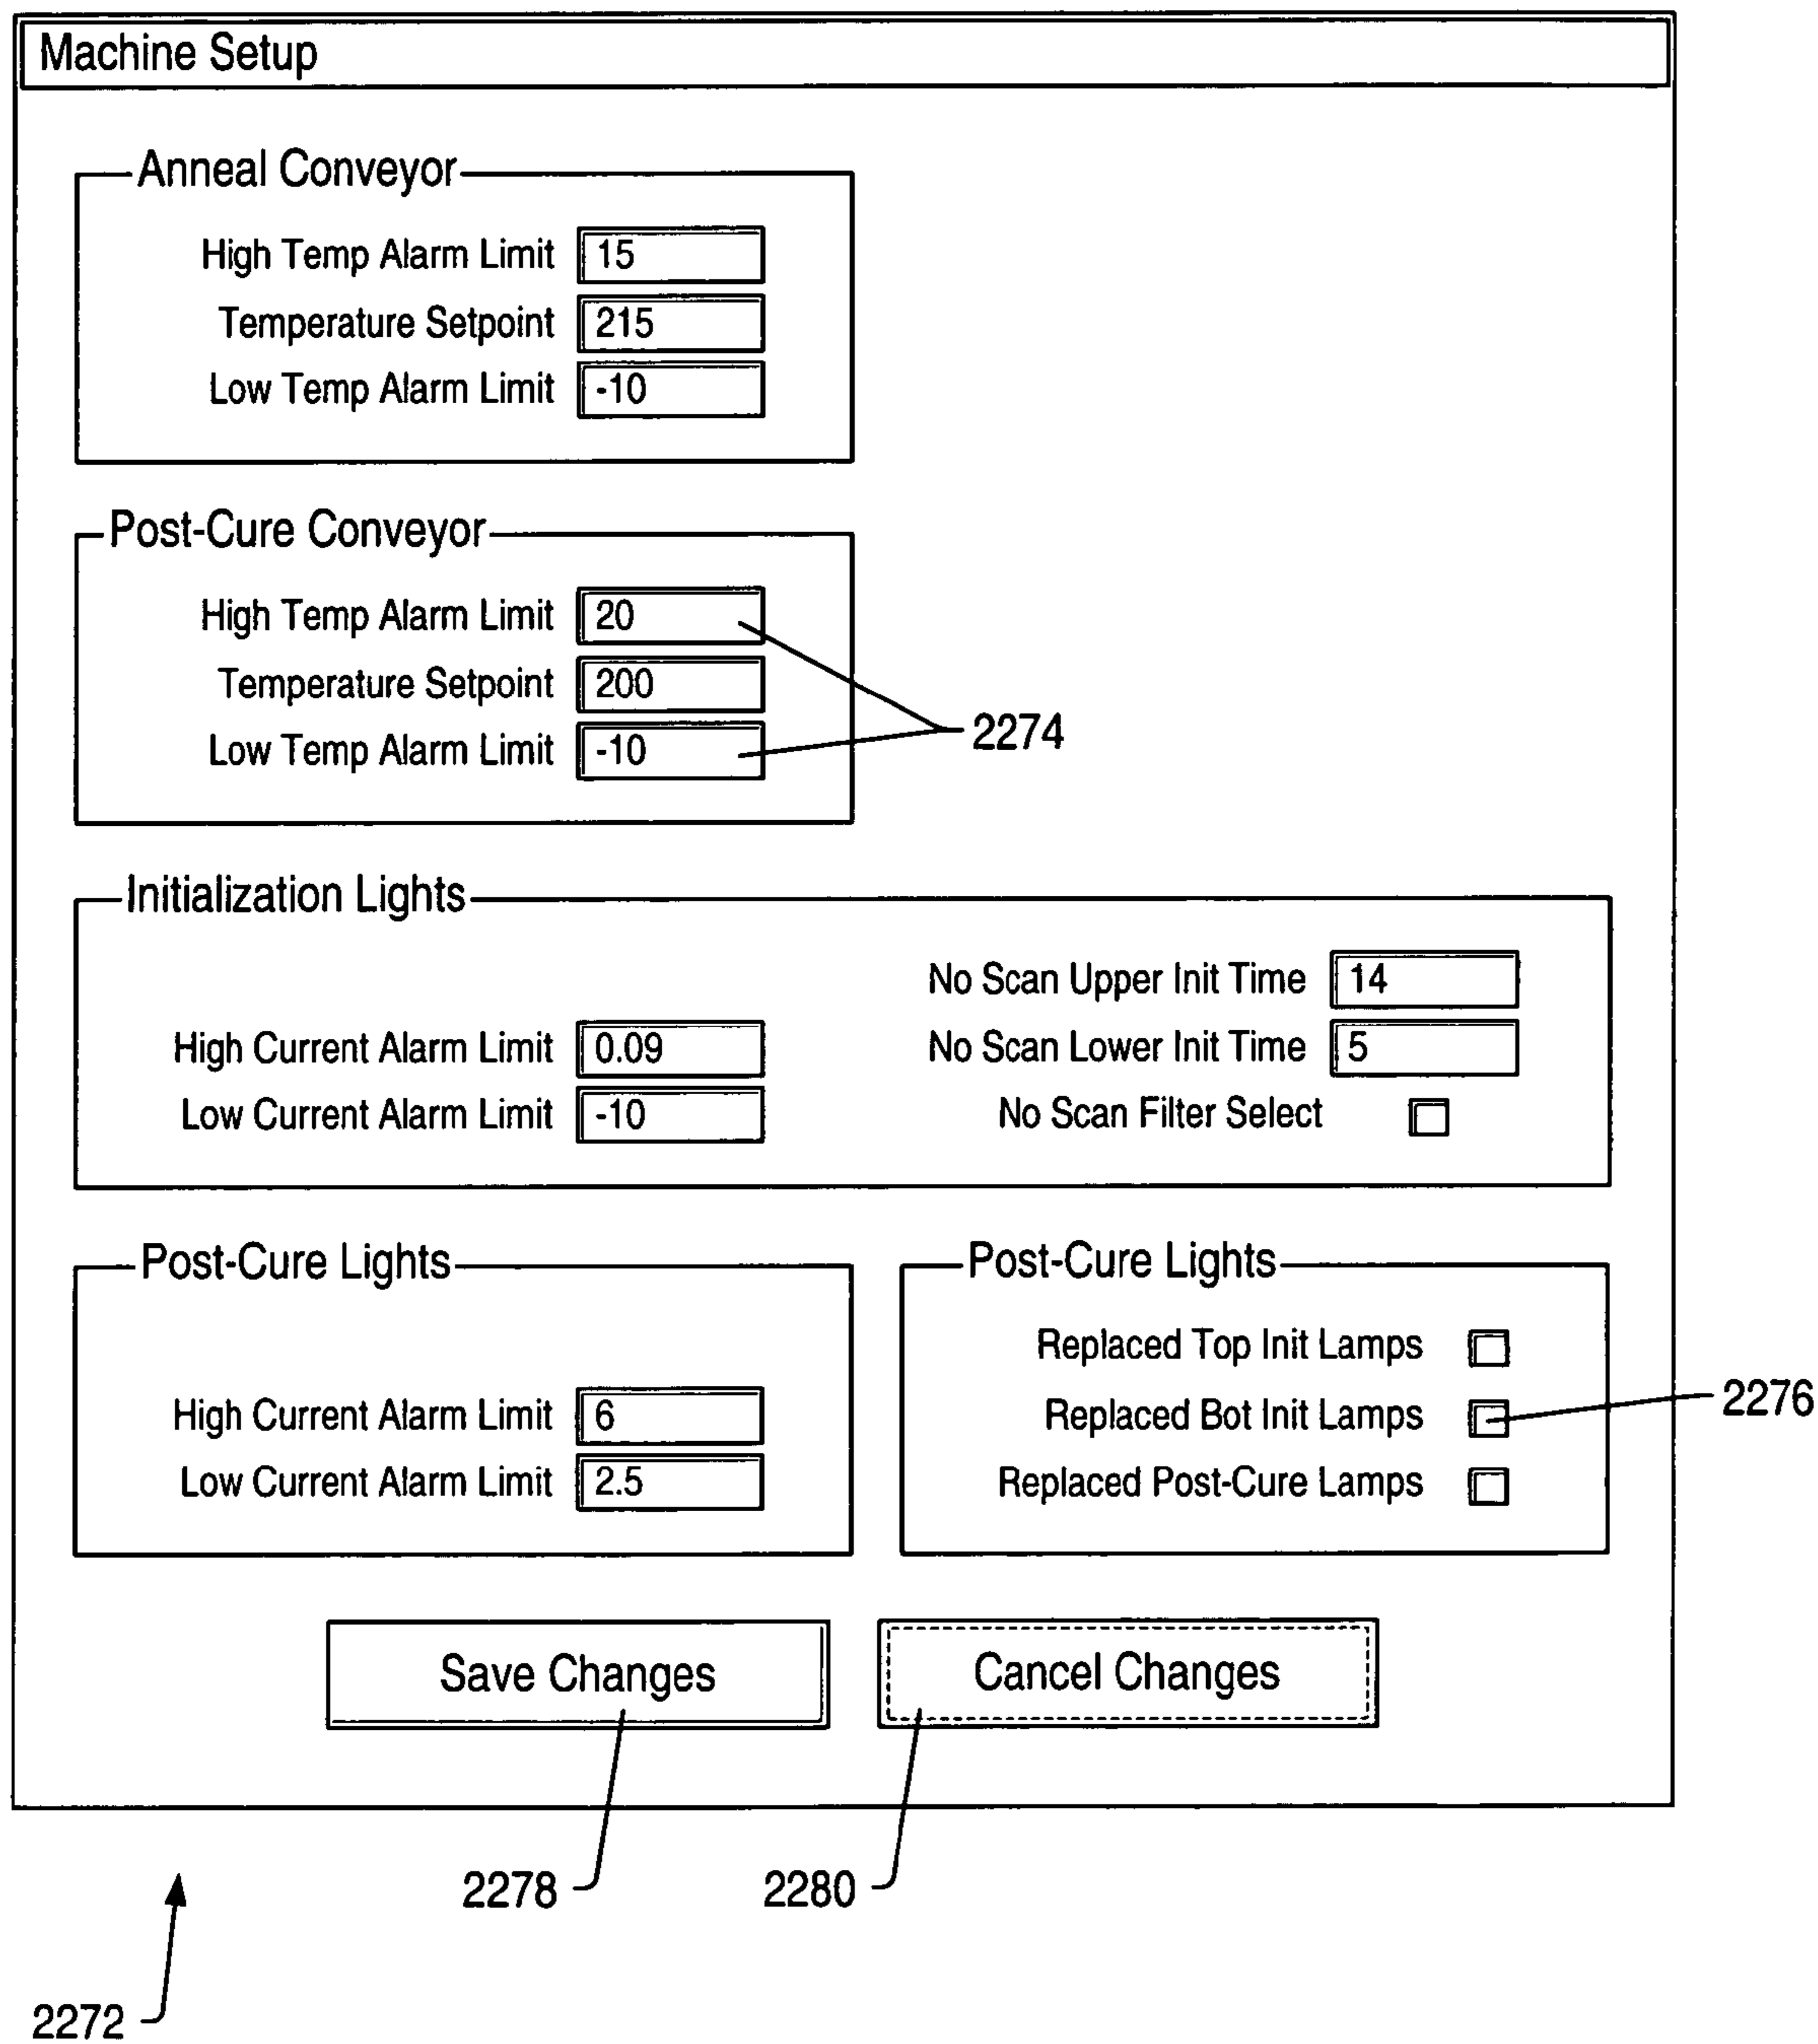 Machine Setup
Anneal Conveyor
High Temp Alarm Limit 15
Temperature Setpoint 215
Low Temp Alarm Limit -10
Post-Cure Conveyor
High Temp Alarm Limit 20
Temperature Setpoint 200
Low Temp Alarm Limit -10
2274
Initialization Lights
No Scan Upper Init Time 14
High Current Alarm Limit 0.09 No Scan Lower Init Time 5
Low Current Alarm Limit -10 No Scan Filter Select
Post-Cure Lights
High Current Alarm Limit 6
Low Current Alarm Limit 2.5
Post-Cure Lights
Replaced Top Init Lamps
Replaced Bot Init Lamps
2276
Replaced Post-Cure Lamps
Save Changes Cancel Changes
2278 2280
2272